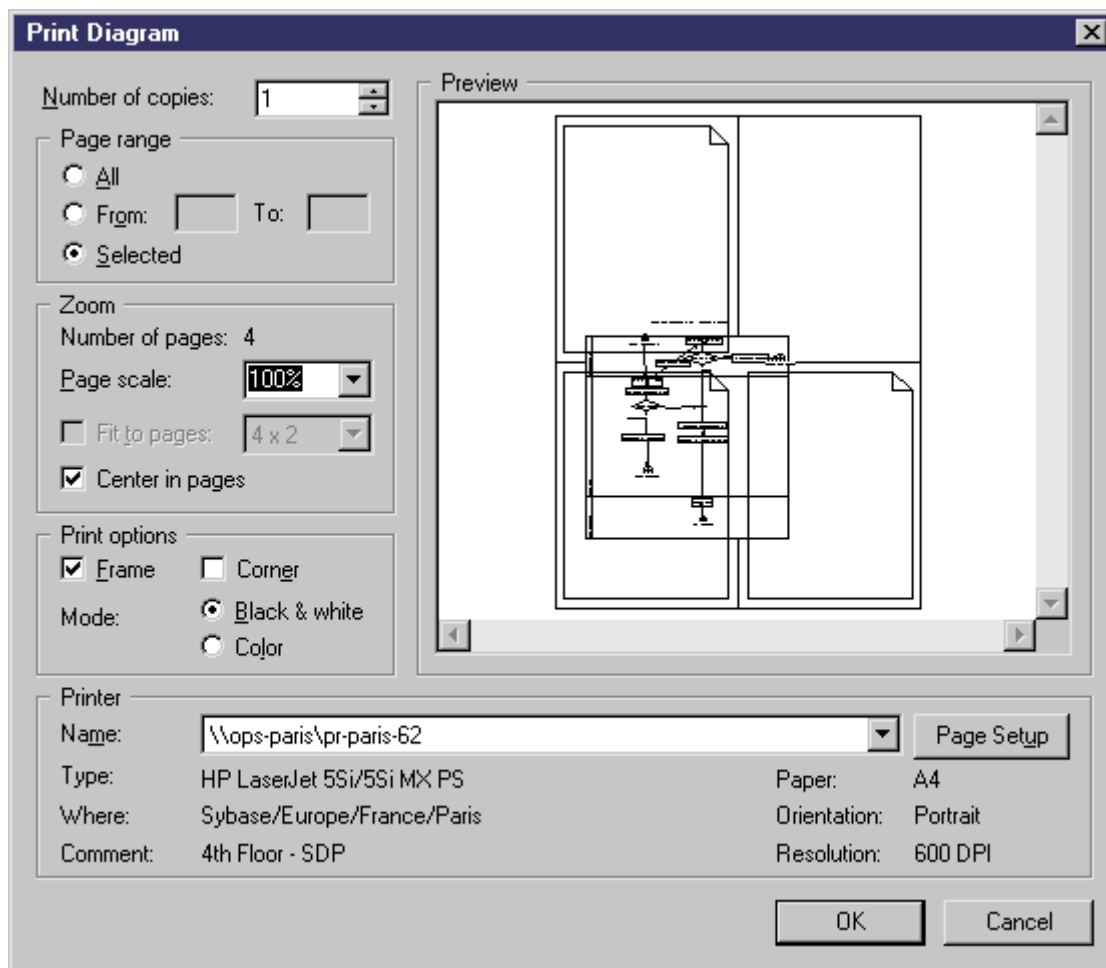 Print Diagram
Number of copies: 1
Preview
Page range
All
From: To:
Selected
Zoom
Number of pages: 4
Page scale: 100%
Fit to pages: 4 x 2
Center in pages
Print options
Frame Corner
Mode: Black & white
Color
Printer
Name: \\ops-paris\pr-paris-62 Page Setup
Type: HP LaserJet 5Si/5Si MX PS Paper: A4
Where: Sybase/Europe/France/Paris Orientation: Portrait
Comment: 4th Floor - SDP Resolution: 600 DPI
OK Cancel